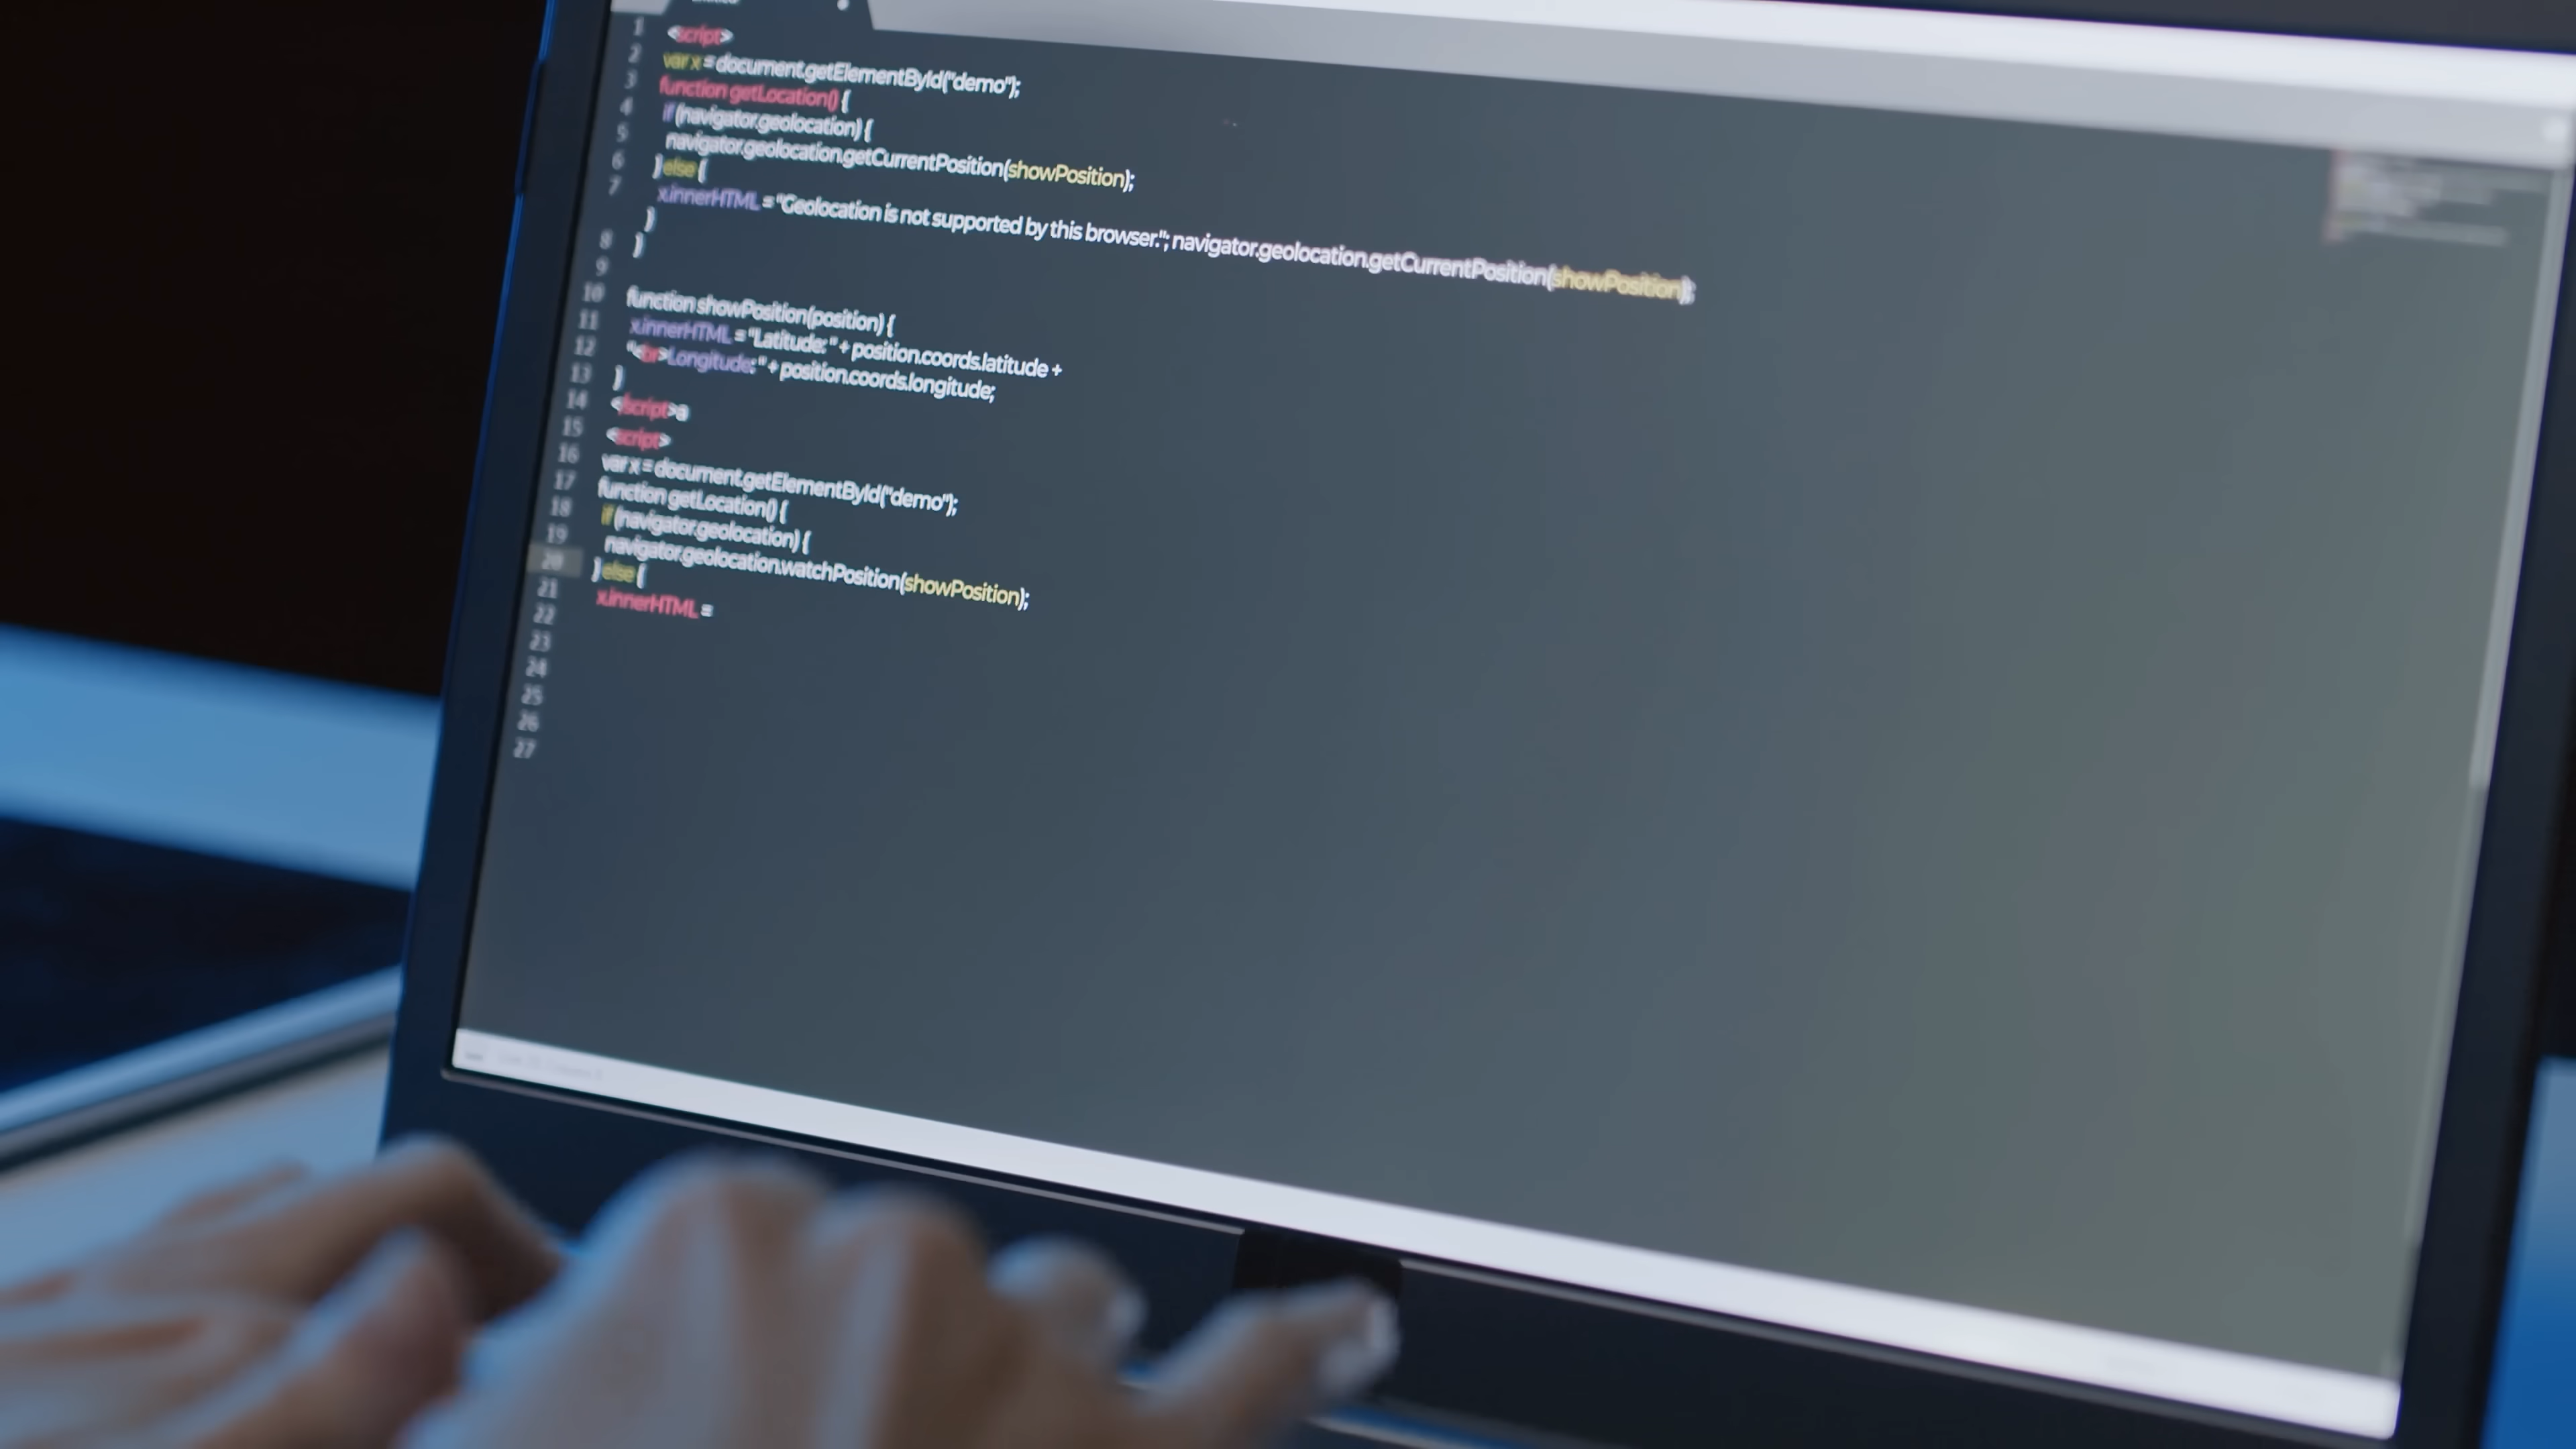 1 <script>
2 var x = document.getElementById("demo");
3 function getLocation() {
4 if (navigator.geolocation) {
5 navigator.geolocation.getCurrentPosition(showPosition);
6 } else {
7 x.innerHTML = "Geolocation is not supported by this browser."; navigator.geolocation.getCurrentPosition(showPosition);
}
8 }
9
10 function showPosition(position) {
11 x.innerHTML = "Latitude: " + position.coords.latitude +
12 "<br>Longitude: " + position.coords.longitude;
13 }
14 </script>a
15 <script>
16 var x = document.getElementById("demo");
17 function getLocation() {
18 if (navigator.geolocation) {
19 navigator.geolocation.watchPosition(showPosition);
20 } else {
21 x.innerHTML =
22
23
24
25
26
27